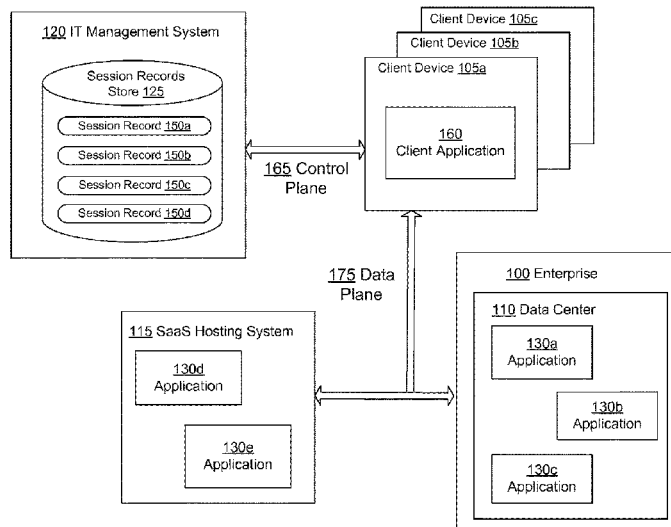 120 IT Management System
Session Records
Store 125
Session Record 150a
Session Record 150b
Session Record 150c
Session Record 150d
165 Control
Plane
Client Device 105c
Client Device 105b
Client Device 105a
160
Client Application
175 Data
Plane
115 SaaS Hosting System
130d
Application
130e
Application
100 Enterprise
110 Data Center
130a
Application
130b
Application
130c
Application